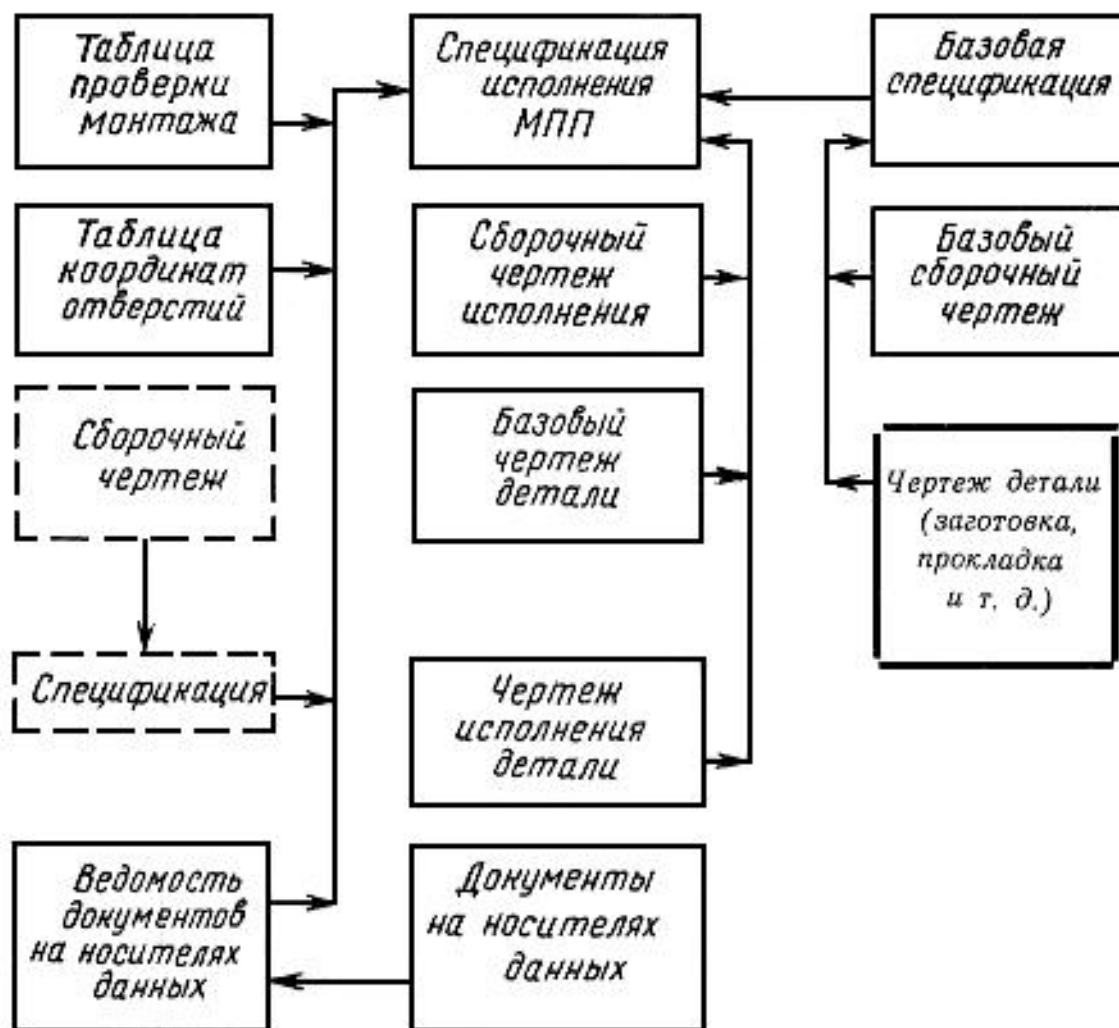 Таблица
проверки
монтажа
Спецификация
исполнения
МПП
Базовая
спецификация
Таблица
координат
отверстий
Сборочный
чертеж
исполнения
Базовый
сборочный
чертеж
Сборочный
чертеж
Базовый
чертеж
детали
Чертеж детали
(заготовка,
прокладка
и т. д.)
Спецификация
Чертеж
исполнения
детали
Ведомость
документов
на носителях
данных
Документы
на носителях
данных